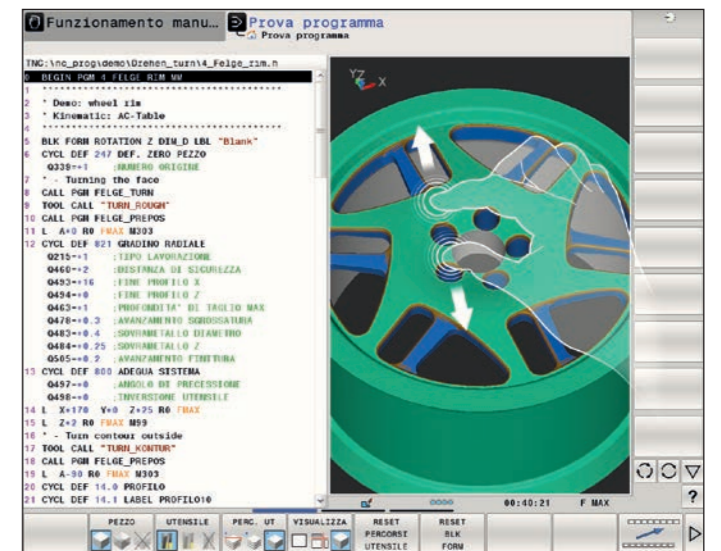 Funzionamento manu…
Prova programma
Prova programma
TNC:\nc_prog\demo\Drehen_turn\4_Felge_rim.h
0 BEGIN PGM 4_FELGE_RIM MM
1 * ****************************************
2 * Demo: wheel rim
3 * Kinematic: AC-Table
4 * ****************************************
5 BLK FORM ROTATION Z DIM_D LBL "Blank"
6 CYCL DEF 247 DEF. ZERO PEZZO
Q339=+1 ;NUMERO ORIGINE
7 * - Turning the face
8 CALL PGM FELGE_TURN
9 TOOL CALL "TURN_ROUGH"
10 CALL PGM FELGE_PREPOS
11 L A+0 R0 FMAX M303
12 CYCL DEF 821 GRADINO RADIALE
Q215=+1 ;TIPO LAVORAZIONE
Q460=+2 ;DISTANZA DI SICUREZZA
Q493=+16 ;FINE PROFILO X
Q494=+0 ;FINE PROFILO Z
Q463=+1 ;PROFONDITA' DI TAGLIO MAX
Q478=+0.3 ;AVANZAMENTO SGROSSATURA
Q483=+0.4 ;SOVRAMETALLO DIAMETRO
Q484=+0.25 ;SOVRAMETALLO Z
Q505=+0.2 ;AVANZAMENTO FINITURA
13 CYCL DEF 800 ADEGUA SISTEMA
Q497=+0 ;ANGOLO DI PRECESSIONE
Q498=+0 ;INVERSIONE UTENSILE
14 L X+170 Y+0 Z+25 R0 FMAX
15 L Z+2 R0 FMAX M99
16 * - Turn contour outside
17 TOOL CALL "TURN_KONTUR"
18 CALL PGM FELGE_PREPOS
19 L A-90 R0 FMAX M303
20 CYCL DEF 14.0 PROFILO
21 CYCL DEF 14.1 LABEL PROFILO10
YZ X
00:40:21 F MAX
?
PEZZO
UTENSILE
PERC. UT
VISUALIZZA
RESET
PERCORSI
UTENSILE
RESET
BLK
FORM